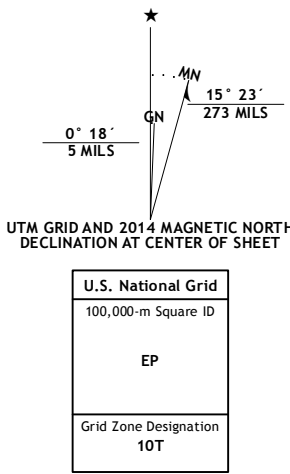 ★
MN
15° 23´
273 MILS
GN
0° 18´
5 MILS
UTM GRID AND 2014 MAGNETIC NORTH
DECLINATION AT CENTER OF SHEET
U.S. National Grid
100,000-m Square ID
EP
Grid Zone Designation
10T